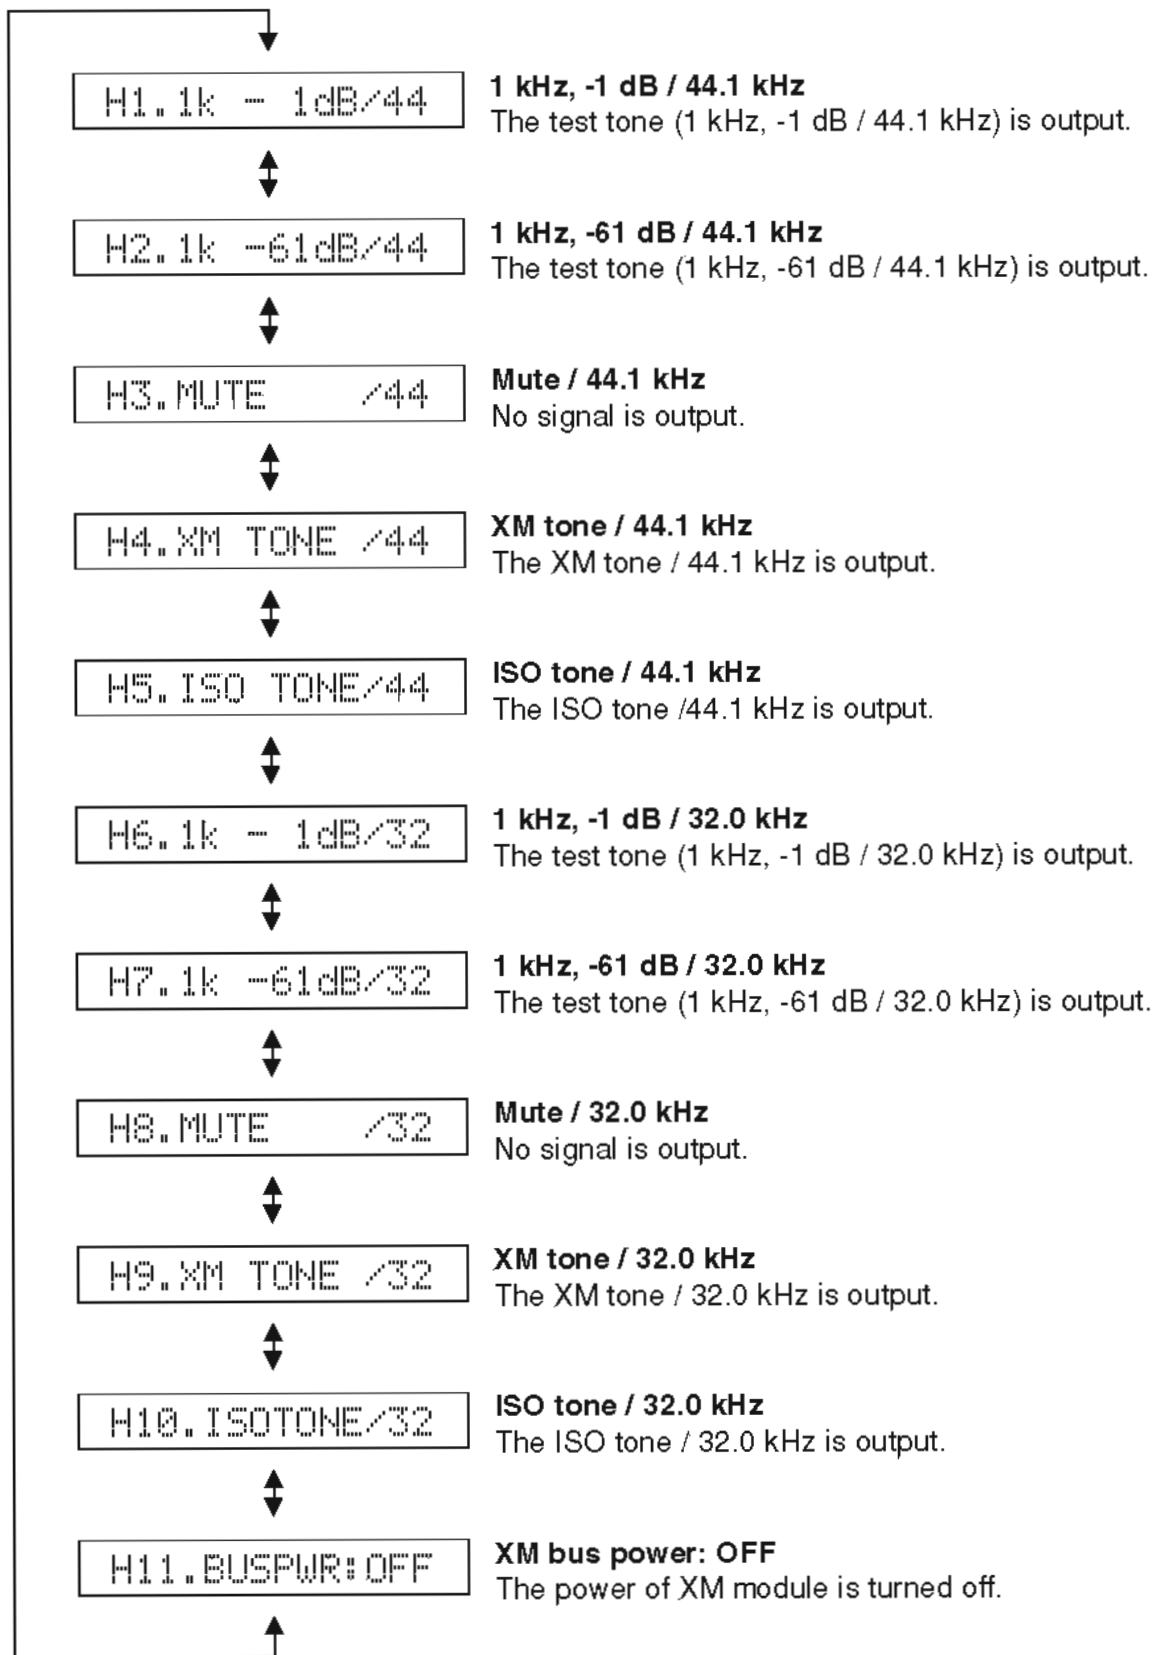 H1.1k - 1dB/44
1 kHz, -1 dB / 44.1 kHz
The test tone (1 kHz, -1 dB / 44.1 kHz) is output.
H2.1k -61dB/44
1 kHz, -61 dB / 44.1 kHz
The test tone (1 kHz, -61 dB / 44.1 kHz) is output.
H3.MUTE /44
Mute / 44.1 kHz
No signal is output.
H4.XM TONE /44
XM tone / 44.1 kHz
The XM tone / 44.1 kHz is output.
H5.ISO TONE/44
ISO tone / 44.1 kHz
The ISO tone /44.1 kHz is output.
H6.1k - 1dB/32
1 kHz, -1 dB / 32.0 kHz
The test tone (1 kHz, -1 dB / 32.0 kHz) is output.
H7.1k -61dB/32
1 kHz, -61 dB / 32.0 kHz
The test tone (1 kHz, -61 dB / 32.0 kHz) is output.
H8.MUTE /32
Mute / 32.0 kHz
No signal is output.
H9.XM TONE /32
XM tone / 32.0 kHz
The XM tone / 32.0 kHz is output.
H10.ISOTONE/32
ISO tone / 32.0 kHz
The ISO tone / 32.0 kHz is output.
H11.BUSPWR:OFF
XM bus power: OFF
The power of XM module is turned off.